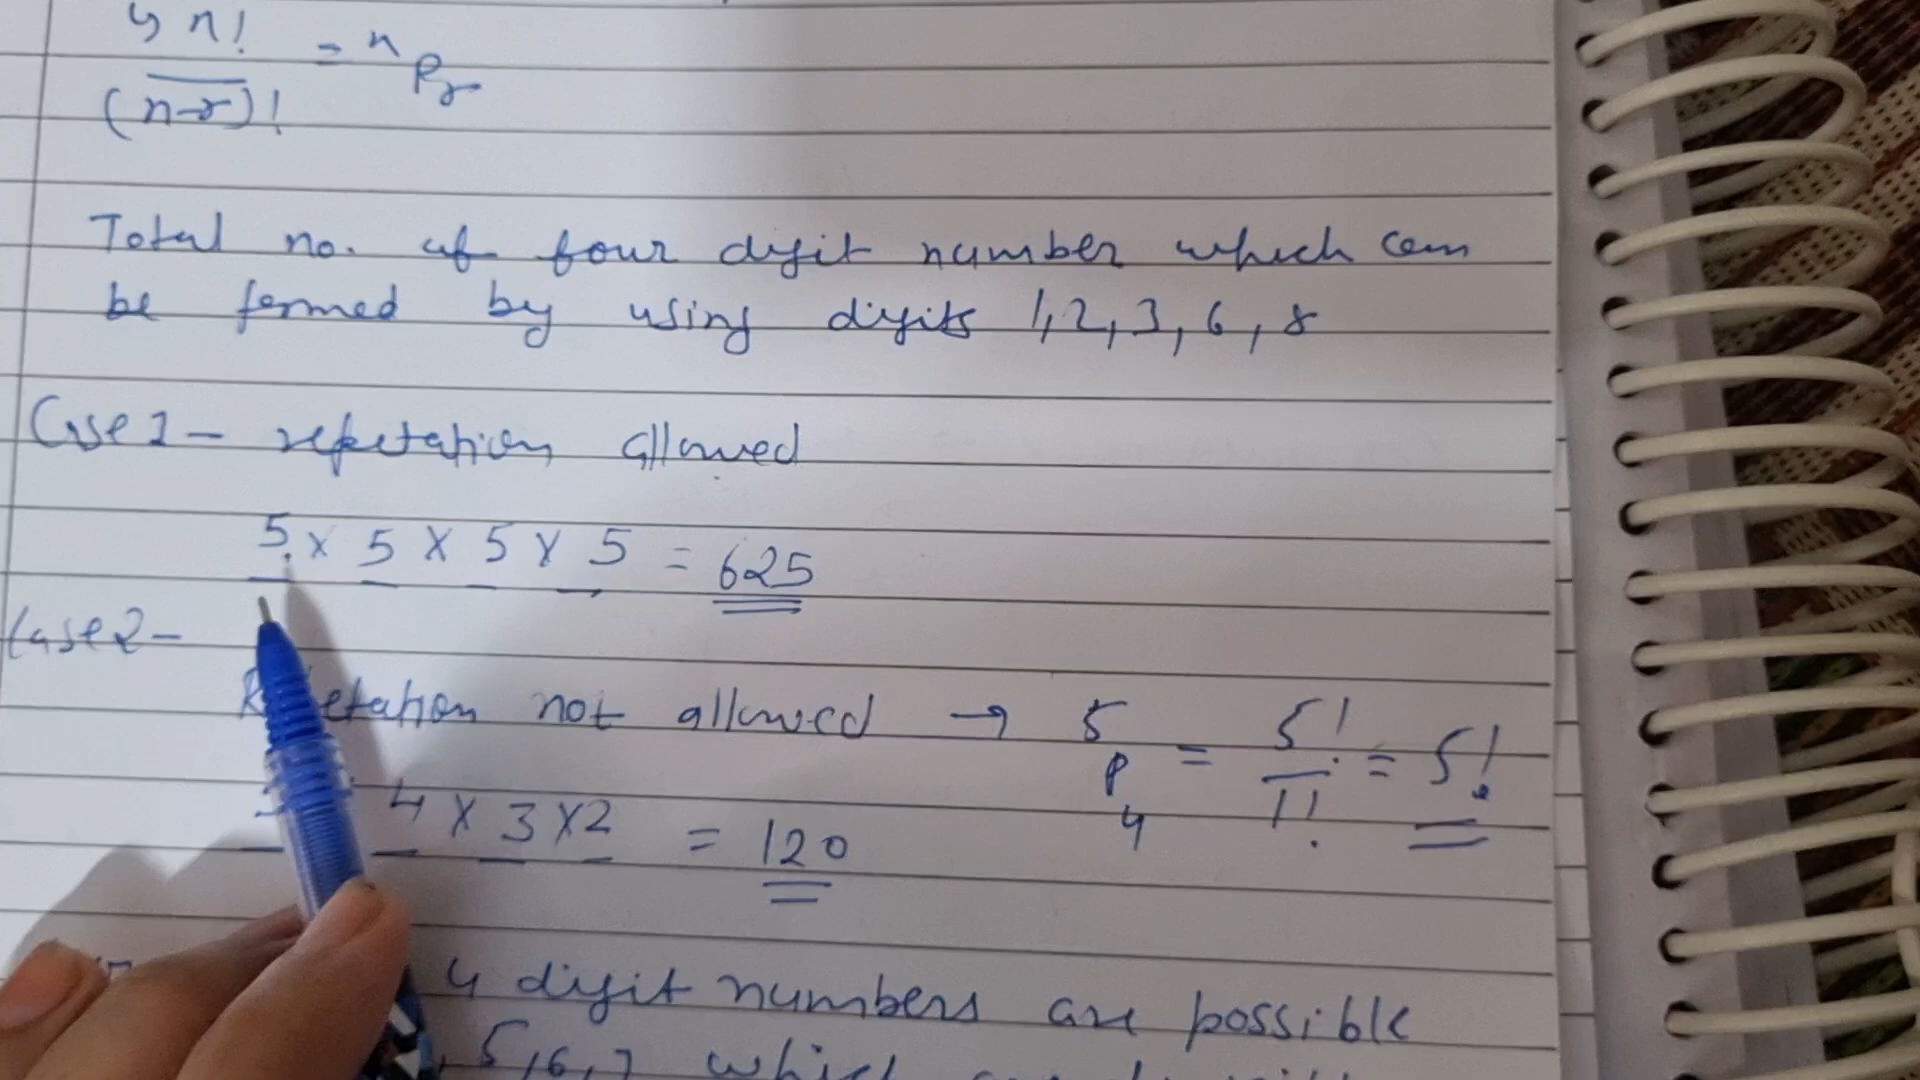 n!
(n-r)! = nPr
Total no. of four digit number which can
be formed by using digits 1,2,3,6,8
Case 1 - repetation allowed
5 x 5 x 5 x 5 = 625
Case 2 -
etation not allowed → 5P4 = 5!/1! = 5!
4 x 3 x 2 = 120
4 digit numbers are possible
5,6,7 which